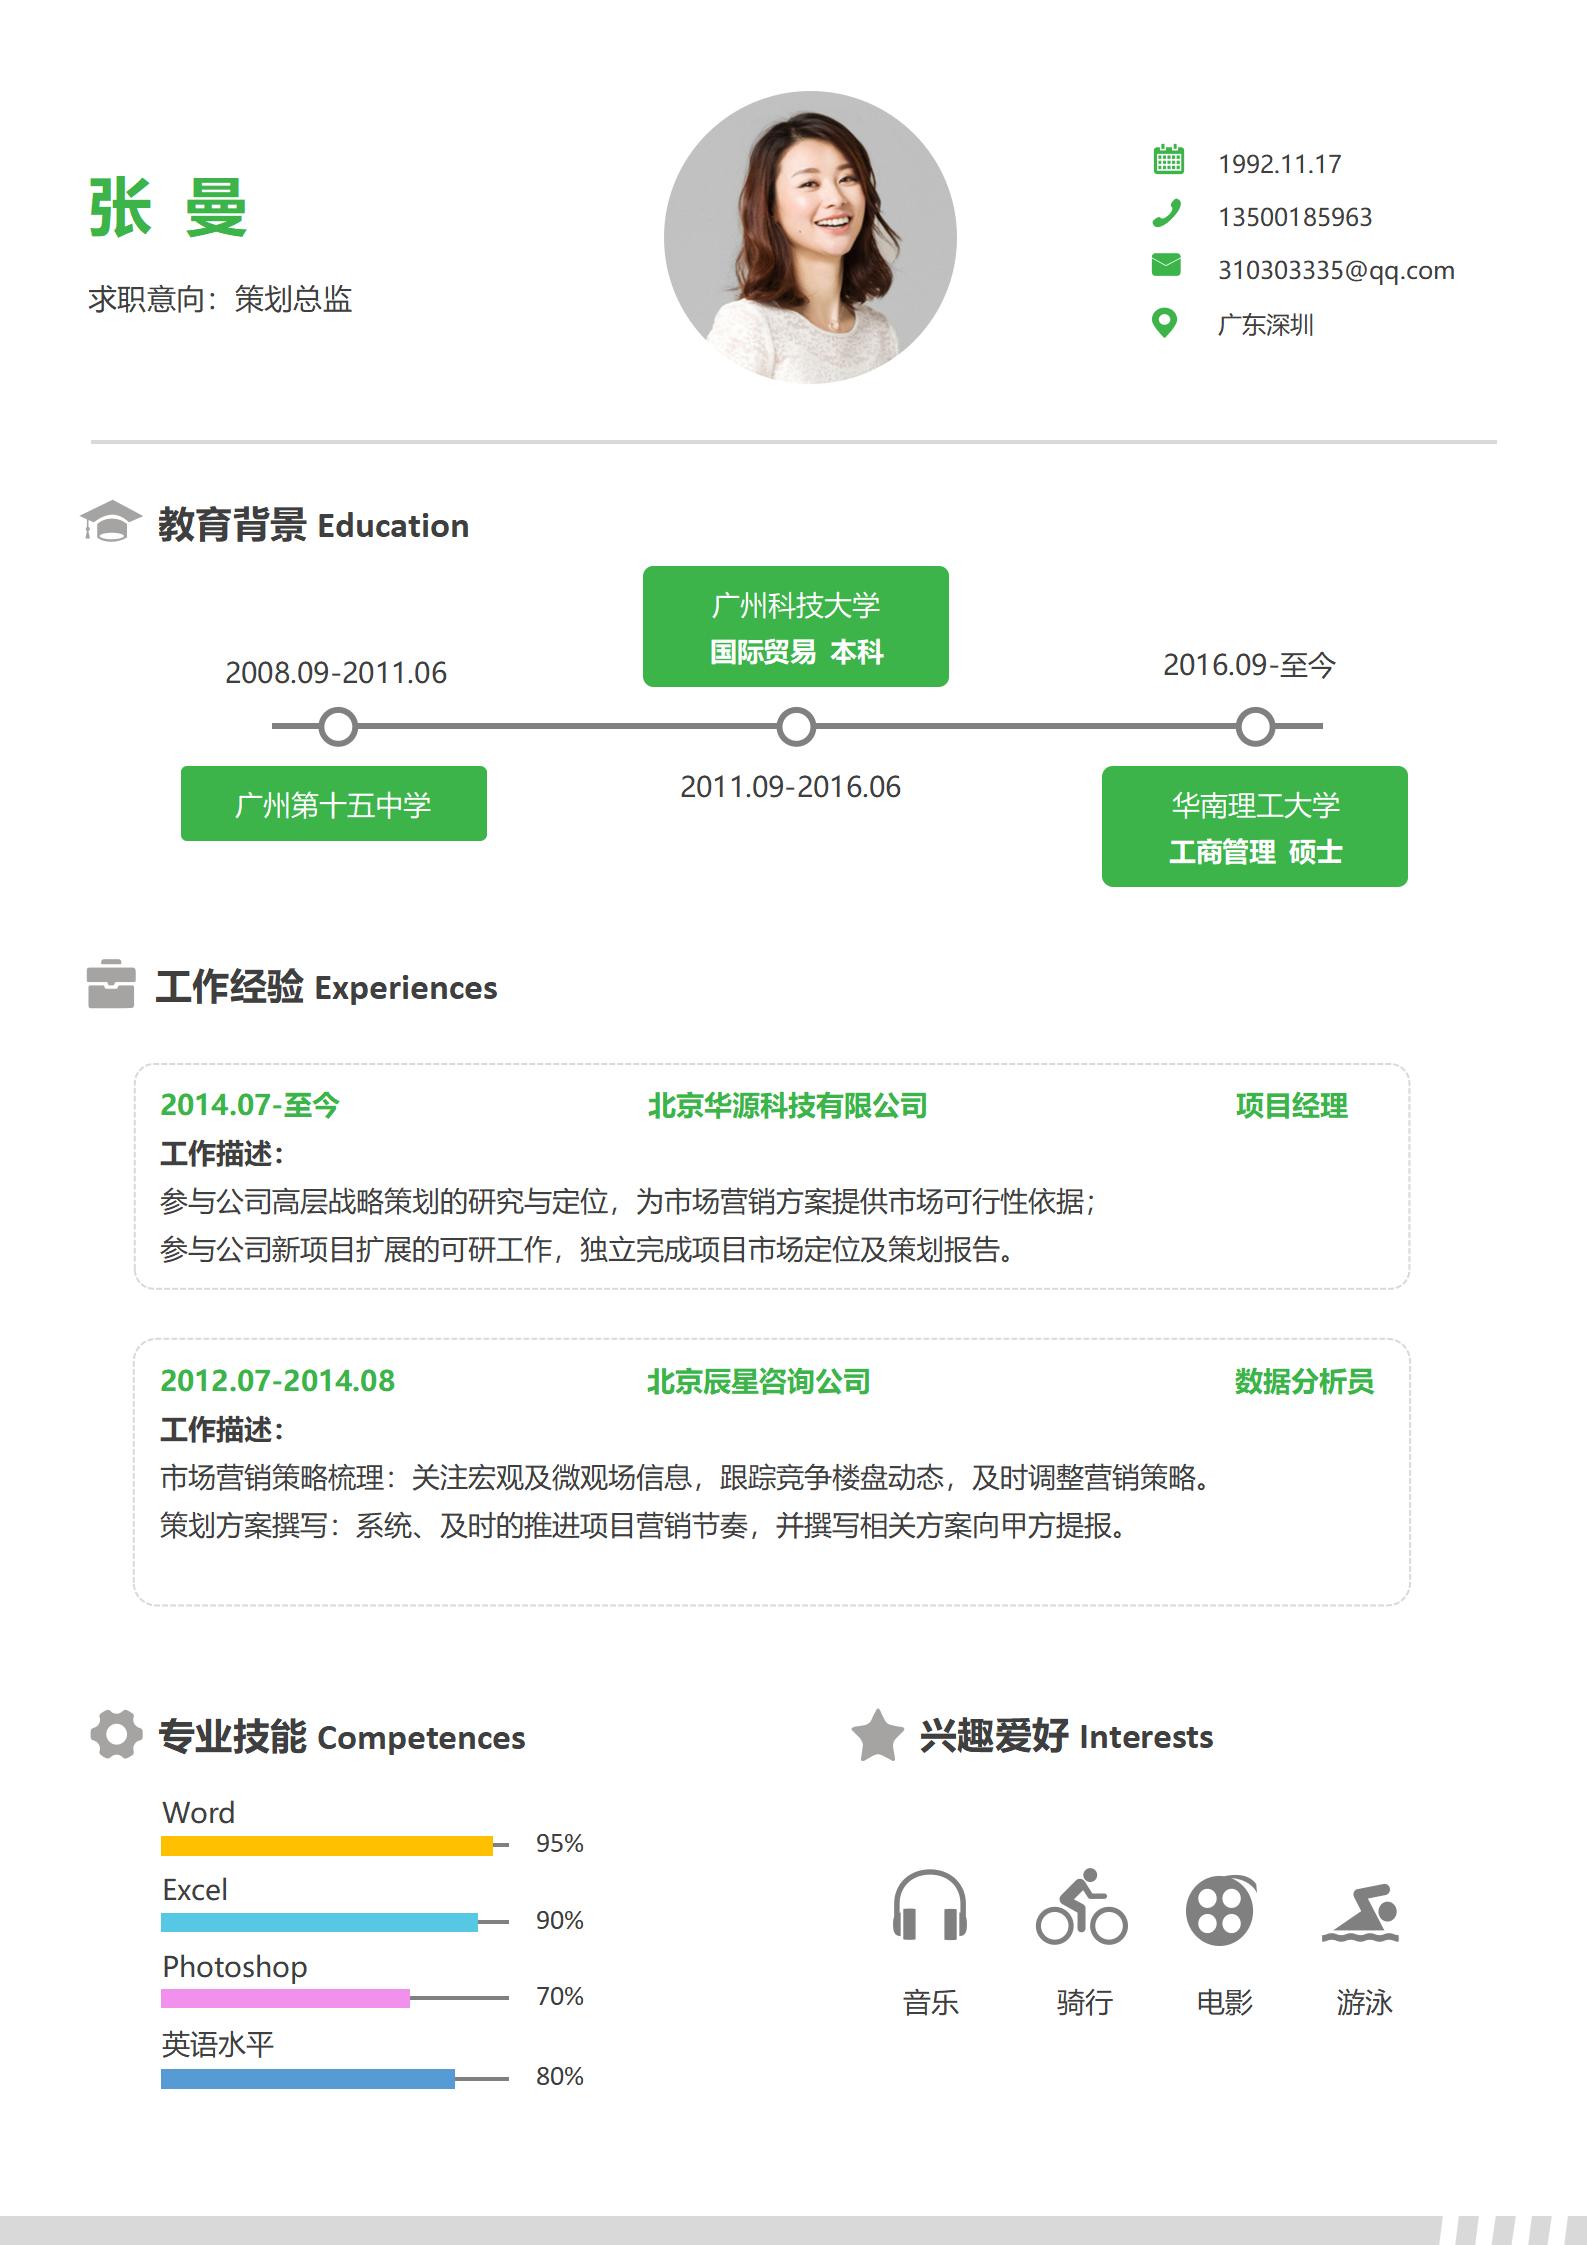 张 曼
求职意向：策划总监
1992.11.17
13500185963
310303335@qq.com
广东深圳
教育背景 Education
2008.09-2011.06
广州第十五中学
广州科技大学
国际贸易 本科
2011.09-2016.06
2016.09-至今
华南理工大学
工商管理 硕士
工作经验 Experiences
2014.07-至今 北京华源科技有限公司 项目经理
工作描述：
参与公司高层战略策划的研究与定位，为市场营销方案提供市场可行性依据；
参与公司新项目扩展的可研工作，独立完成项目市场定位及策划报告。
2012.07-2014.08 北京辰星咨询公司 数据分析员
工作描述：
市场营销策略梳理：关注宏观及微观场信息，跟踪竞争楼盘动态，及时调整营销策略。
策划方案撰写：系统、及时的推进项目营销节奏，并撰写相关方案向甲方提报。
专业技能 Competences
Word
95%
Excel
90%
Photoshop
70%
英语水平
80%
兴趣爱好 Interests
音乐 骑行 电影 游泳